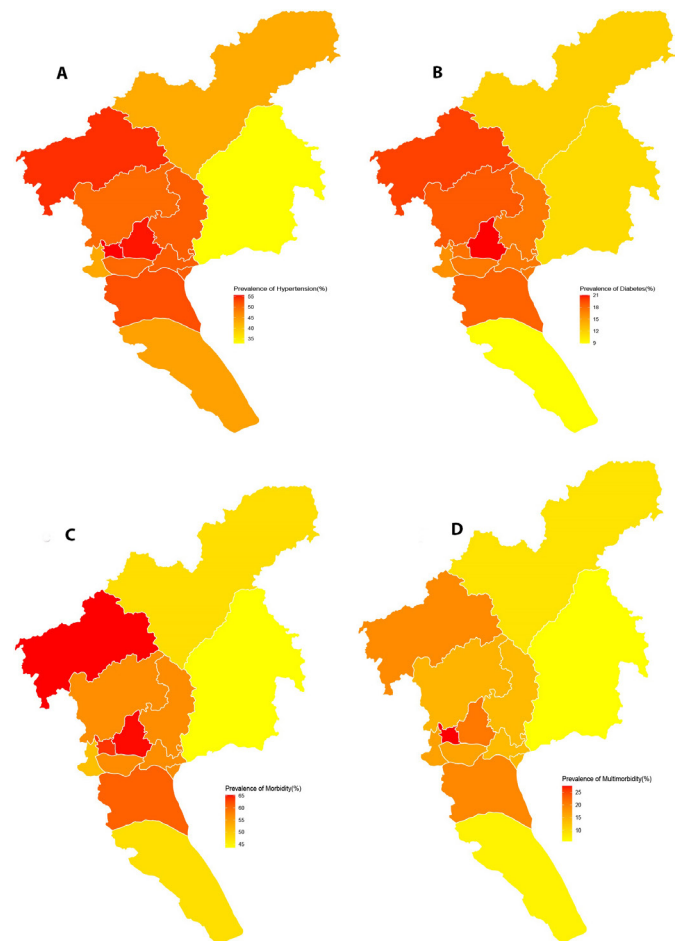 A
B
Prevalence of Hypertension(%)
55
50
45
40
35
Prevalence of Diabetes(%)
21
18
15
12
9
C
D
Prevalence of Morbidity(%)
65
60
55
50
45
Prevalence of Multimorbidity(%)
25
20
15
10